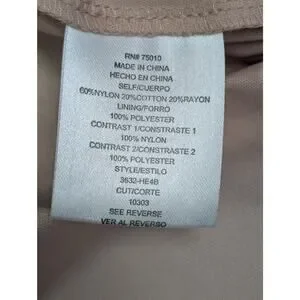 RN# 75010
MADE IN CHINA
HECHO EN CHINA
SELF/CUERPO
60%NYLON 20%COTTON 20%RAYON
LINING/FORRO
100% POLYESTER
CONTRAST 1/CONSTRASTE 1
100% NYLON
CONTRAST 2/CONSTRASTE 2
100% POLYESTER
STYLE/ESTILO
3632-HE4B
CUT/CORTE
10303
SEE REVERSE
VER AL REVERSO